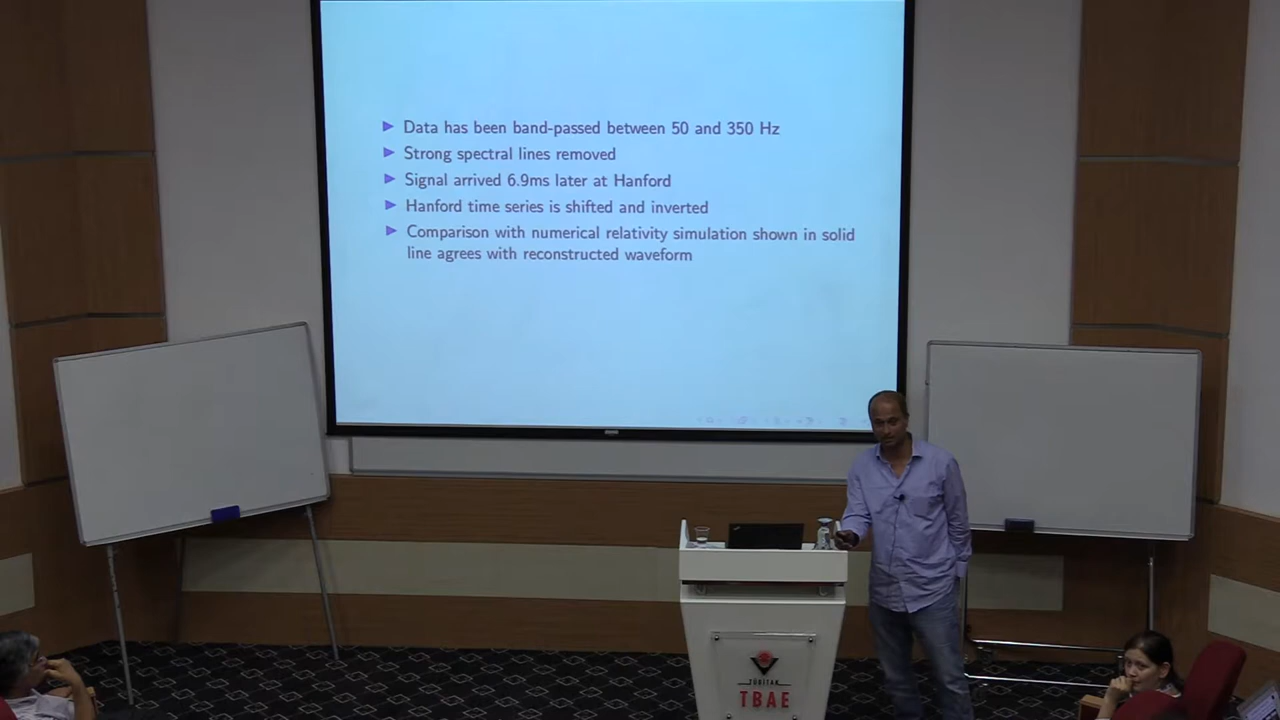 Data has been band-passed between 50 and 350 Hz
Strong spectral lines removed
Signal arrived 6.9ms later at Hanford
Hanford time series is shifted and inverted
Comparison with numerical relativity simulation shown in solid
line agrees with reconstructed waveform
TÜBİTAK
TBAE